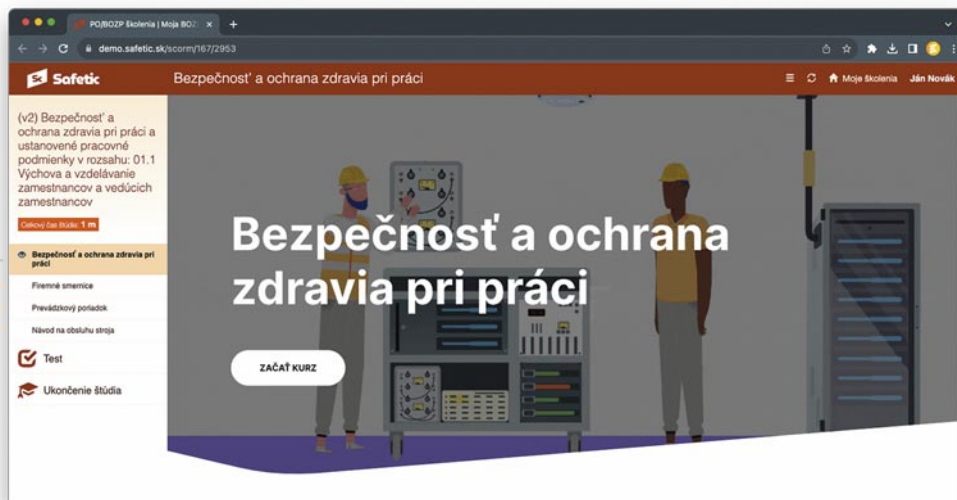 PO/BOZP Školenia | Moja BOZ
demo.safetic.sk/scorm/167/2953
Sc Safetic
Bezpečnosť a ochrana zdravia pri práci
Moje školenia
Ján Novák
(v2) Bezpečnosť a
ochrana zdravia pri práci a
ustanovené pracovné
podmienky v rozsahu: 01.1
Výchova a vzdelávanie
zamestnancov a vedúcich
zamestnancov
Celkový čas štúdia: 1 m
Bezpečnosť a ochrana zdravia pri
práci
Firemné smernice
Prevádzkový poriadok
Návod na obsluhu stroja
Test
Ukončenie štúdia
Bezpečnosť a ochrana
zdravia pri práci
ZAČAŤ KURZ